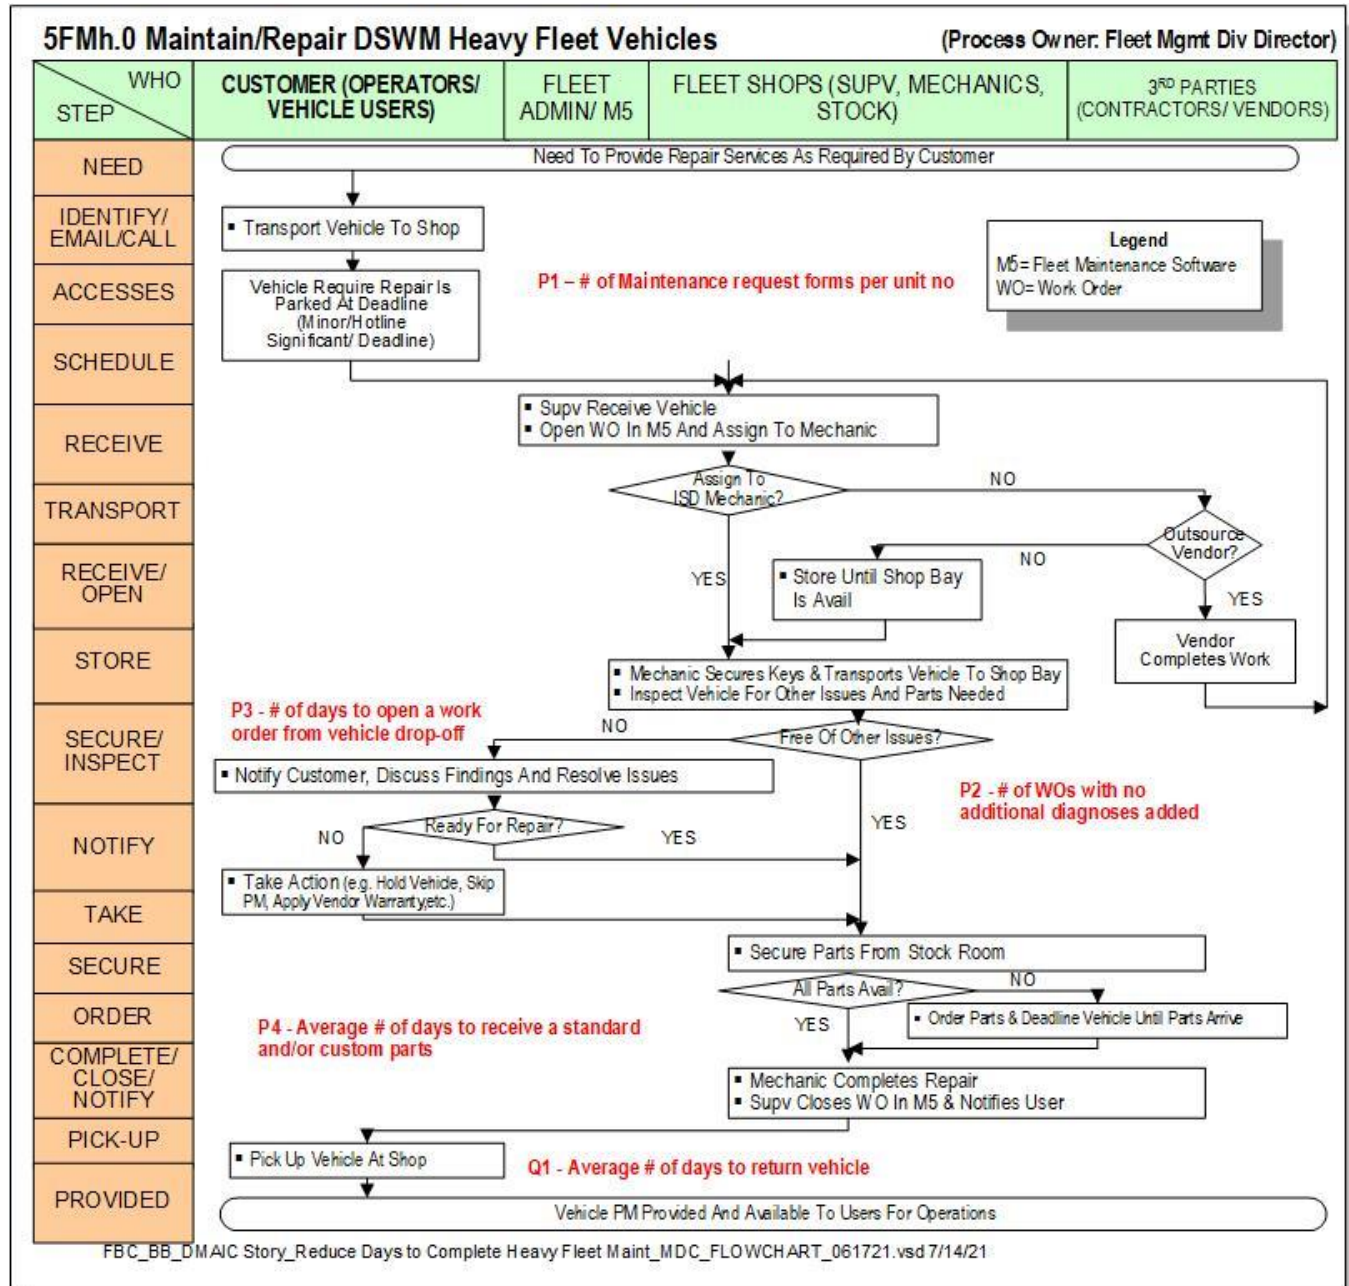 5FMh.0 Maintain/Repair DSWM Heavy Fleet Vehicles
(Process Owner: Fleet Mgmt Div Director)
WHO
STEP
CUSTOMER (OPERATORS/
VEHICLE USERS)
FLEET
ADMIN/ M5
FLEET SHOPS (SUPV, MECHANICS,
STOCK)
3RD PARTIES
(CONTRACTORS/ VENDORS)
NEED
Need To Provide Repair Services As Required By Customer
IDENTIFY/
EMAIL/CALL
▪ Transport Vehicle To Shop
Legend
M5= Fleet Maintenance Software
WO= Work Order
ACCESSES
Vehicle Require Repair Is
Parked At Deadline
(Minor/Hotline
Significant/ Deadline)
P1 – # of Maintenance request forms per unit no
SCHEDULE
RECEIVE
▪ Supv Receive Vehicle
▪ Open WO In M5 And Assign To Mechanic
Assign To
ISD Mechanic?
NO
TRANSPORT
Outsource
Vendor?
NO
YES
RECEIVE/
OPEN
YES
▪ Store Until Shop Bay
Is Avail
STORE
Vendor
Completes Work
▪ Mechanic Secures Keys & Transports Vehicle To Shop Bay
▪ Inspect Vehicle For Other Issues And Parts Needed
P3 - # of days to open a work
order from vehicle drop-off
SECURE/
INSPECT
NO
Free Of Other Issues?
▪ Notify Customer, Discuss Findings And Resolve Issues
P2 - # of WOs with no
additional diagnoses added
YES
NOTIFY
NO
Ready For Repair?
YES
TAKE
▪ Take Action (e.g. Hold Vehicle, Skip
PM, Apply Vendor Warranty,etc.)
SECURE
▪ Secure Parts From Stock Room
All Parts Avail?
NO
ORDER
P4 - Average # of days to receive a standard
and/or custom parts
YES
▪ Order Parts & Deadline Vehicle Until Parts Arrive
COMPLETE/
CLOSE/
NOTIFY
▪ Mechanic Completes Repair
▪ Supv Closes WO In M5 & Notifies User
PICK-UP
▪ Pick Up Vehicle At Shop
Q1 - Average # of days to return vehicle
PROVIDED
Vehicle PM Provided And Available To Users For Operations
FBC_BB_DMAIC Story_Reduce Days to Complete Heavy Fleet Maint_MDC_FLOWCHART_061721.vsd 7/14/21